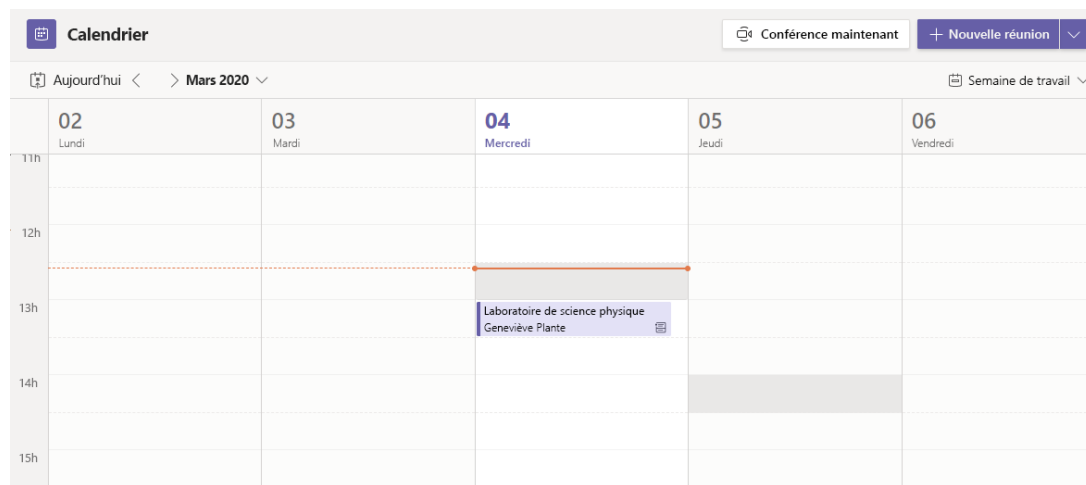 Calendrier
Conférence maintenant
+ Nouvelle réunion
Aujourd'hui
Mars 2020
Semaine de travail
02
03
04
05
06
Lundi
Mardi
Mercredi
Jeudi
Vendredi
11h
12h
13h
Laboratoire de science physique
Geneviève Plante
14h
15h